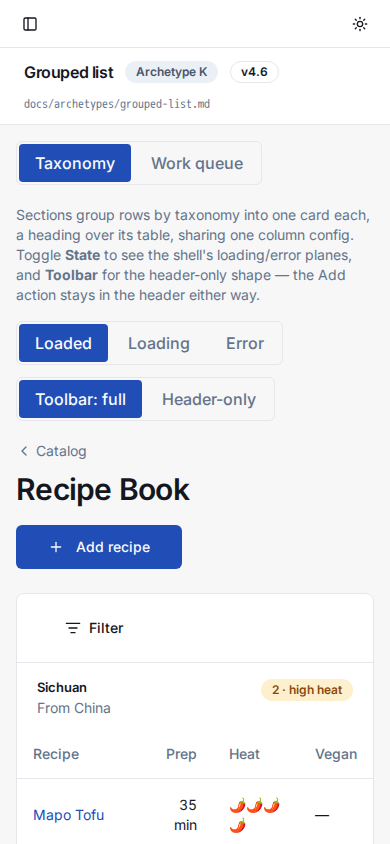 Grouped list Archetype K v4.6
docs/archetypes/grouped-list.md
Taxonomy Work queue
Sections group rows by taxonomy into one card each,
a heading over its table, sharing one column config.
Toggle State to see the shell's loading/error planes,
and Toolbar for the header-only shape — the Add
action stays in the header either way.
Loaded Loading Error
Toolbar: full Header-only
Catalog
Recipe Book
Add recipe
Filter
Sichuan 2 · high heat
From China
Recipe Prep Heat Vegan
Mapo Tofu 35 min 🌶️🌶️🌶️🌶️ —